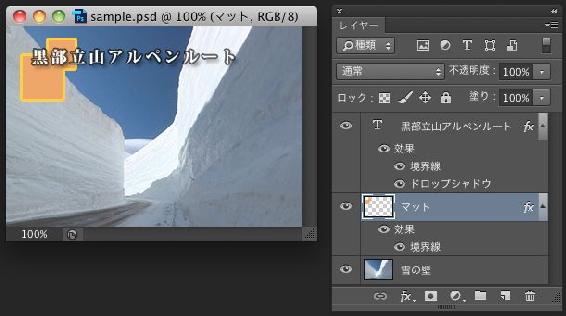 sample.psd @ 100% (マット, RGB/8)
黒部立山アルペンルート
100%
レイヤー
種類
通常
不透明度：
100%
ロック：
塗り：
100%
T
黒部立山アルペンルート
fx
効果
境界線
ドロップシャドウ
マット
fx
効果
境界線
雪の壁
fx